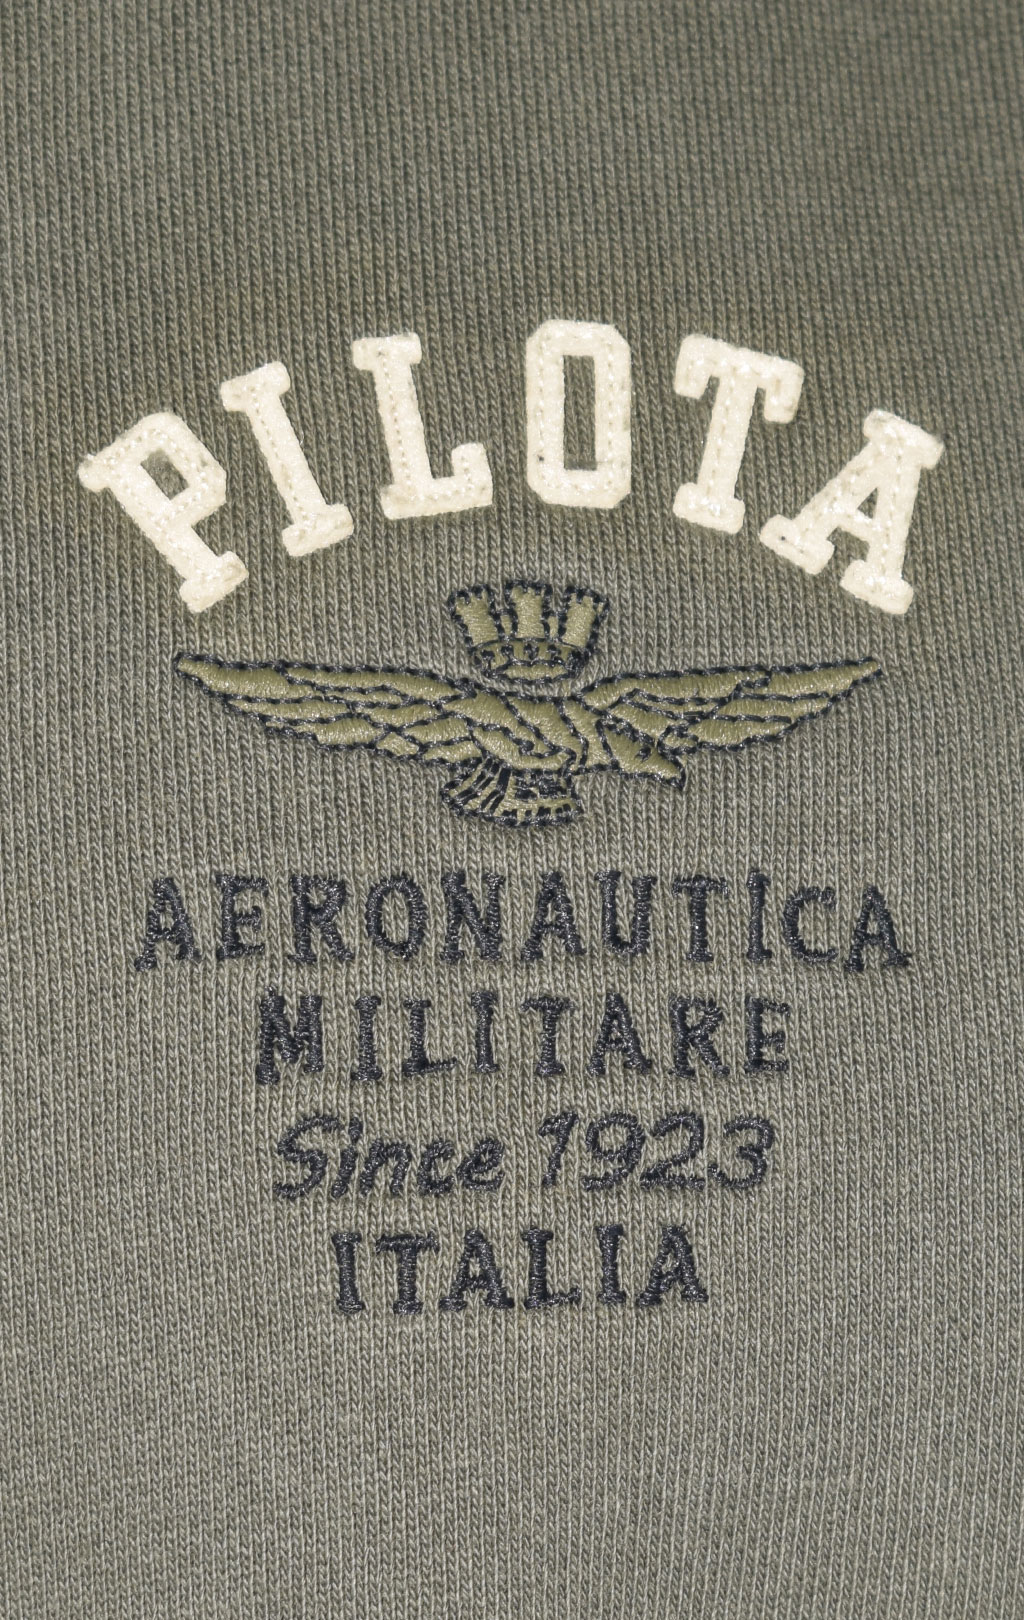 PILOTA
AERONAUTICA
MILITARE
Since 1923
ITALIA